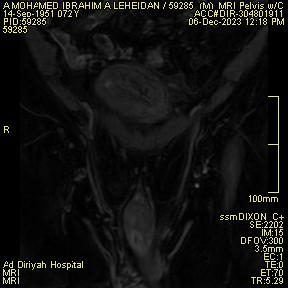 A MOHAMED IBRAHIM A LEHEIDAN / 59285 (M) MRI Pelvis w/C
14-Sep-1951 072Y ACC#DIR-304801911
PID:59285 06-Dec-2023 12:18 PM
59285
R
100mm
ssmDIXON_C+
SE:2202
IM:15
DFOV:300
3.5mm
Ad Diriyah Hospital EC:1
MRI TE:0
MRI ET:70
TR:5.29